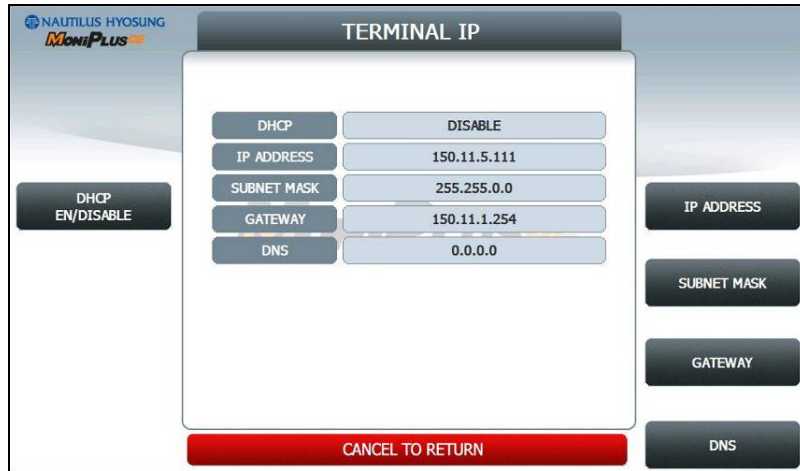 NAUTILUS HYOSUNG
MONIPLUS CE
TERMINAL IP
DHCP DISABLE
IP ADDRESS 150.11.5.111
SUBNET MASK 255.255.0.0
GATEWAY 150.11.1.254
DNS 0.0.0.0
DHCP
EN/DISABLE
IP ADDRESS
SUBNET MASK
GATEWAY
DNS
CANCEL TO RETURN